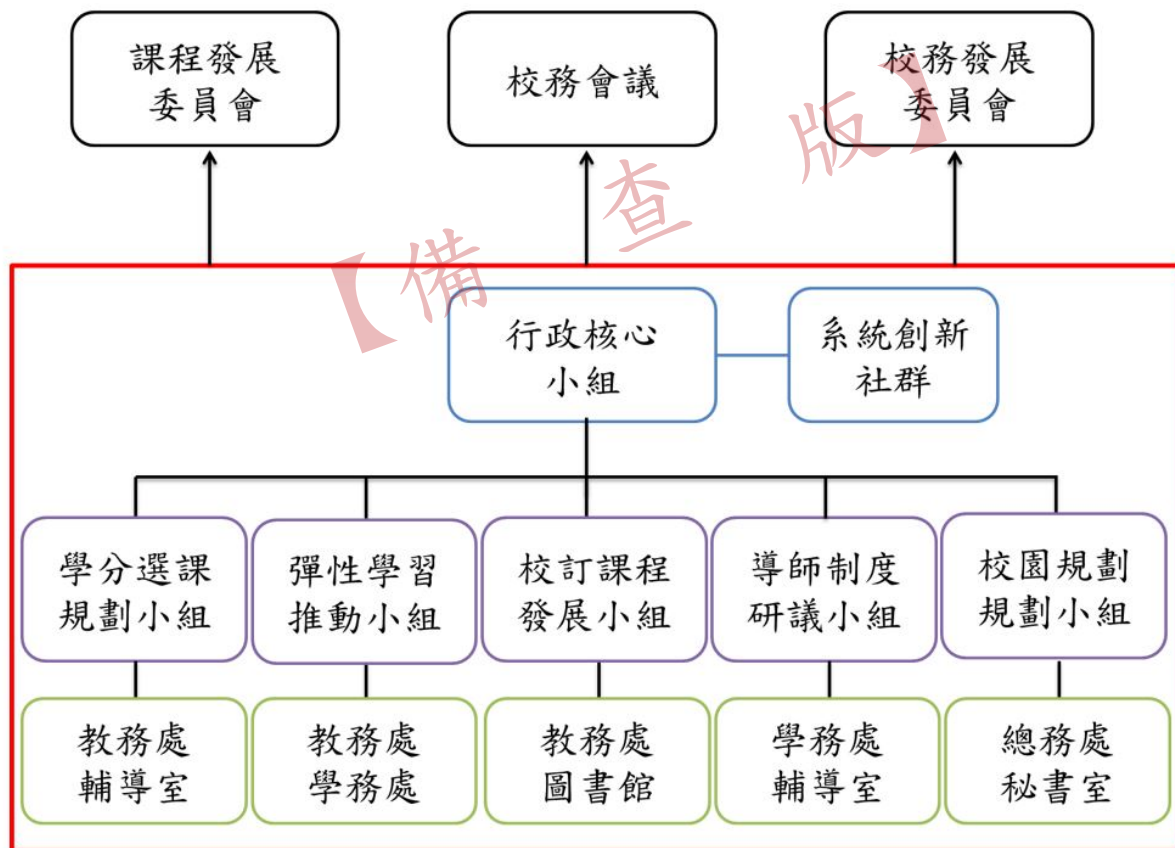 課程發展
委員會
校務會議
校務發展
委員會
【備查版】
行政核心
小組
系統創新
社群
學分選課
規劃小組
彈性學習
推動小組
校訂課程
發展小組
導師制度
研議小組
校園規劃
規劃小組
教務處
輔導室
教務處
學務處
教務處
圖書館
學務處
輔導室
總務處
秘書室